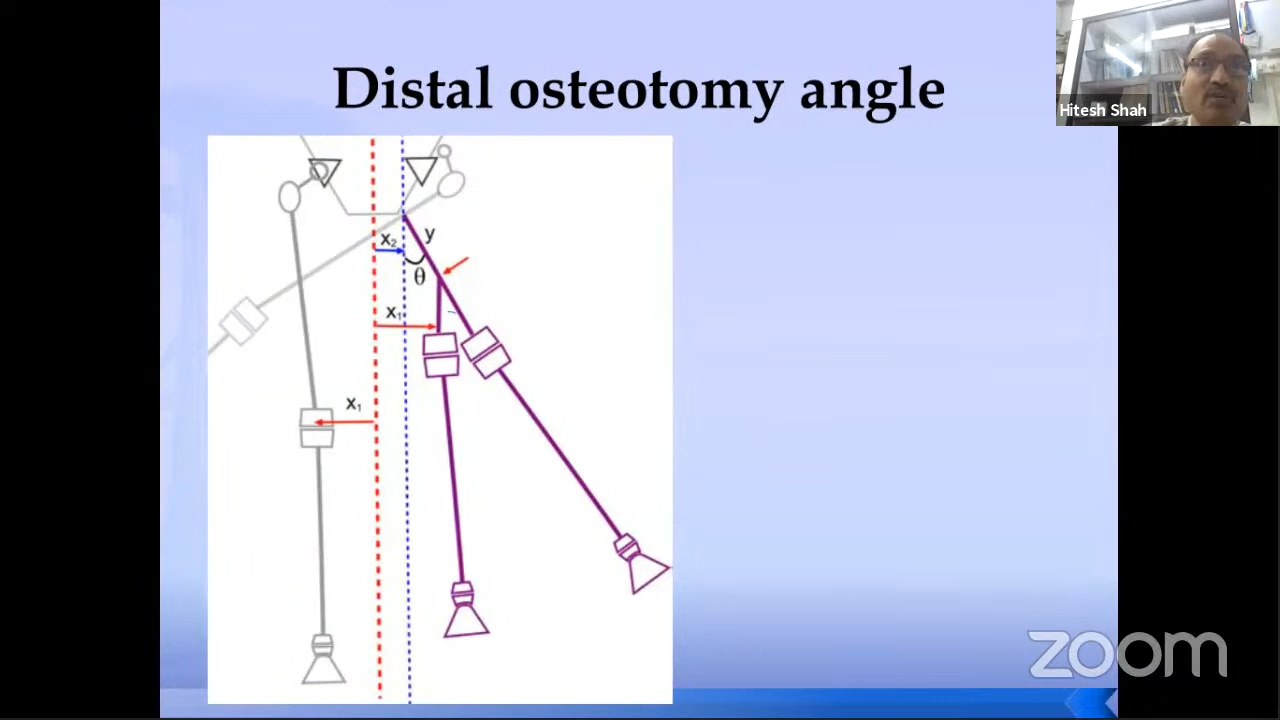 Distal osteotomy angle
Hitesh Shah
y
x₂
θ
x₁
x₁
zoom